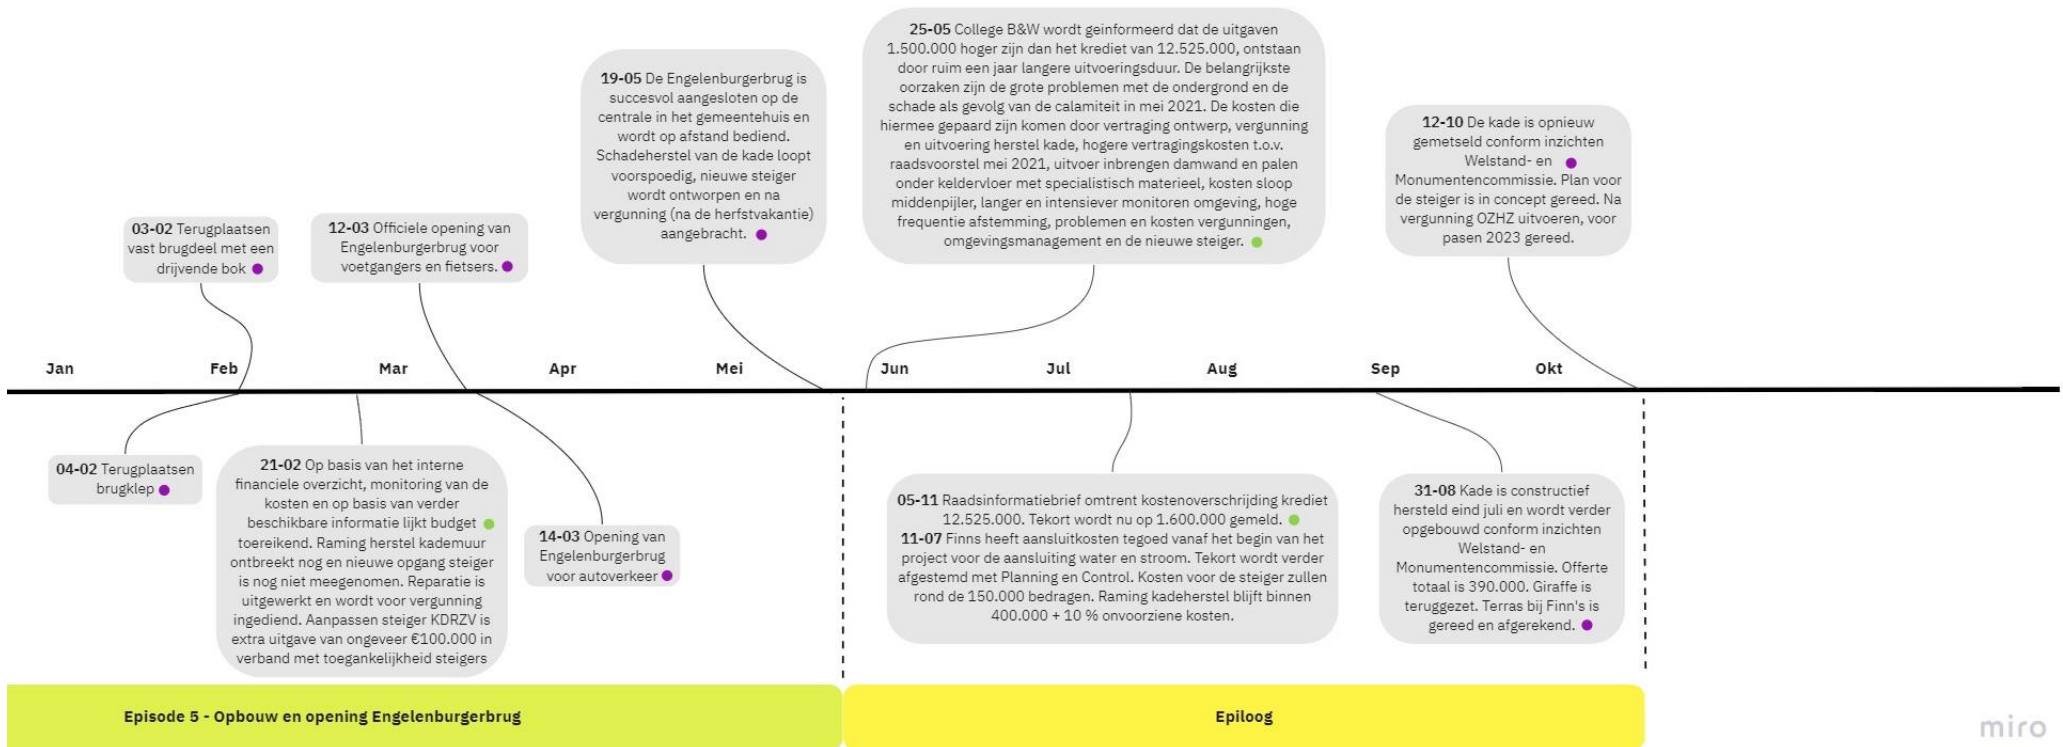 25-05 College B&W wordt geinformeerd dat de uitgaven
1.500.000 hoger zijn dan het krediet van 12.525.000, ontstaan
door ruim een jaar langere uitvoeringsduur. De belangrijkste
oorzaken zijn de grote problemen met de ondergrond en de
schade als gevolg van de calamiteit in mei 2021. De kosten die
hiermee gepaard zijn komen door vertraging ontwerp, vergunning
en uitvoering herstel kade, hogere vertragingskosten t.o.v.
raadsvoorstel mei 2021, uitvoer inbrengen damwand en palen
onder keldervloer met specialistisch materieel, kosten sloop
middenpijler, langer en intensiever monitoren omgeving, hoge
frequentie afstemming, problemen en kosten vergunningen,
omgevingsmanagement en de nieuwe steiger.
19-05 De Engelenburgerbrug is
succesvol aangesloten op de
centrale in het gemeentehuis en
wordt op afstand bediend.
Schadeherstel van de kade loopt
voorspoedig, nieuwe steiger
wordt ontworpen en na
vergunning (na de herfstvakantie)
aangebracht.
12-10 De kade is opnieuw
gemetseld conform inzichten
Welstand- en
Monumentencommissie. Plan voor
de steiger is in concept gereed. Na
vergunning OZHZ uitvoeren, voor
pasen 2023 gereed.
03-02 Terugplaatsen
vast brugdeel met een
drijvende bok
12-03 Officiele opening van
Engelenburgerbrug voor
voetgangers en fietsers.
Jan Feb Mar Apr Mei Jun Jul Aug Sep Okt
04-02 Terugplaatsen
brugklep
21-02 Op basis van het interne
financiele overzicht, monitoring van de
kosten en op basis van verder
beschikbare informatie lijkt budget
toereikend. Raming herstel kademuur
ontbreekt nog en nieuwe opgang steiger
is nog niet meegenomen. Reparatie is
uitgewerkt en wordt voor vergunning
ingediend. Aanpassen steiger KDRZV is
extra uitgave van ongeveer €100.000 in
verband met toegankelijkheid steigers
14-03 Opening van
Engelenburgerbrug
voor autoverkeer
05-11 Raadsinformatiebrief omtrent kostenoverschrijding krediet
12.525.000. Tekort wordt nu op 1.600.000 gemeld.
11-07 Finns heeft aansluitkosten tegoed vanaf het begin van het
project voor de aansluiting water en stroom. Tekort wordt verder
afgestemd met Planning en Control. Kosten voor de steiger zullen
rond de 150.000 bedragen. Raming kadeherstel blijft binnen
400.000 + 10 % onvoorziene kosten.
31-08 Kade is constructief
hersteld eind juli en wordt verder
opgebouwd conform inzichten
Welstand- en
Monumentencommissie. Offerte
totaal is 390.000. Giraffe is
teruggezet. Terras bij Finn's is
gereed en afgerekend.
Episode 5 - Opbouw en opening Engelenburgerbrug
Epiloog
miro